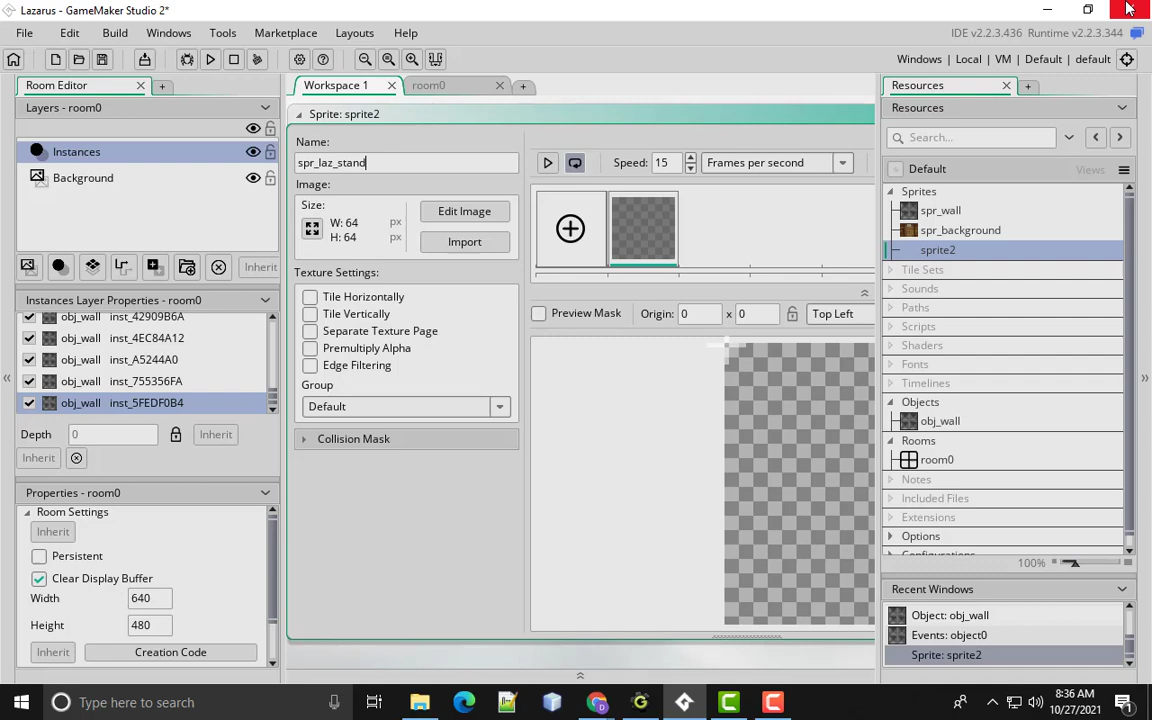 Lazarus - GameMaker Studio 2*
File Edit Build Windows Tools Marketplace Layouts Help
IDE v2.2.3.436 Runtime v2.2.3.344
Windows | Local | VM | Default | default
Room Editor
Workspace 1
room0
Resources
Layers - room0
Sprite: sprite2
Resources
Name:
Search...
Instances
spr_laz_stand
Speed: 15
Frames per second
Default
Views
Background
Image:
Sprites
Size:
W: 64 px
H: 64 px
Edit Image
spr_wall
spr_background
Import
sprite2
Inherit
Texture Settings:
Tile Sets
Instances Layer Properties - room0
Tile Horizontally
Sounds
obj_wall inst_42909B6A
Tile Vertically
Preview Mask
Origin: 0 x 0
Top Left
Paths
obj_wall inst_4EC84A12
Separate Texture Page
Scripts
obj_wall inst_A5244A0
Premultiply Alpha
Shaders
obj_wall inst_755356FA
Edge Filtering
Fonts
obj_wall inst_5FEDF0B4
Group
Timelines
Default
Objects
Depth 0
Inherit
Collision Mask
obj_wall
Inherit
Rooms
room0
Properties - room0
Notes
Room Settings
Included Files
Inherit
Extensions
Persistent
Options
Clear Display Buffer
Configurations
100%
Width 640
Recent Windows
Height 480
Object: obj_wall
Events: object0
Inherit
Creation Code
Sprite: sprite2
Type here to search
8:36 AM
10/27/2021
1